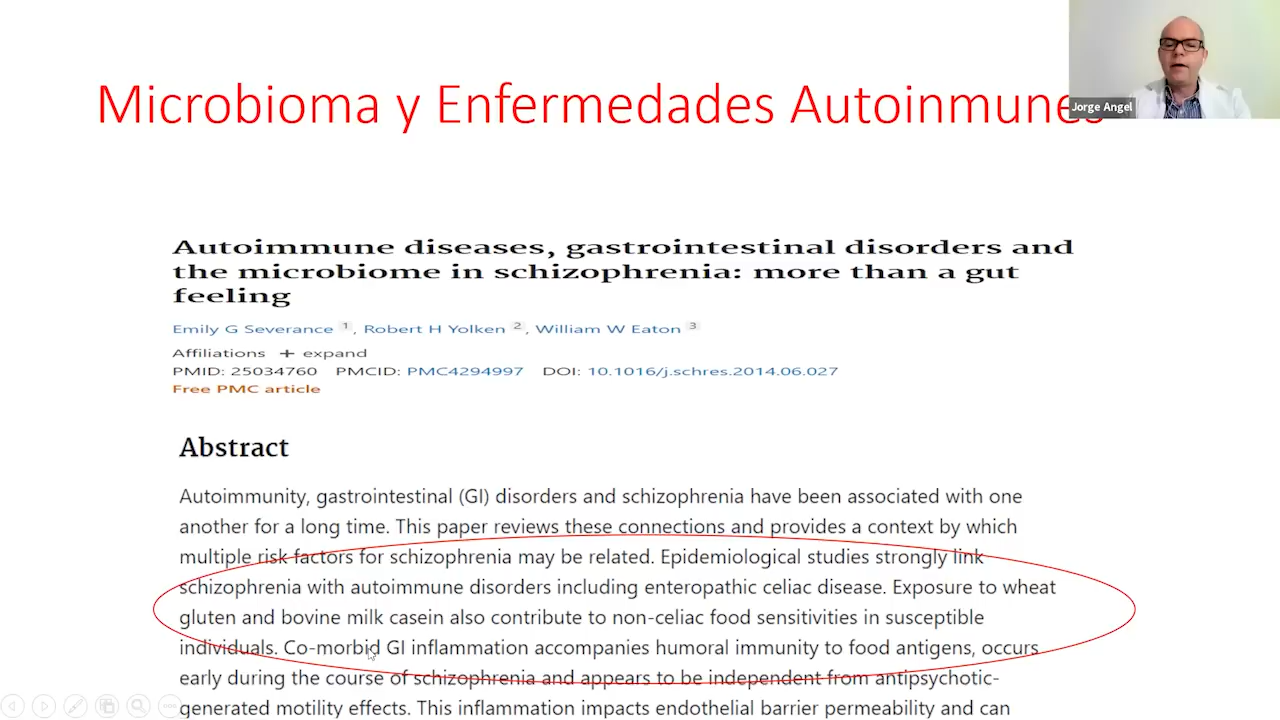 Microbioma y Enfermedades Autoinmunes
Jorge Angel
Autoimmune diseases, gastrointestinal disorders and
the microbiome in schizophrenia: more than a gut
feeling
Emily G Severance 1, Robert H Yolken 2, William W Eaton 3
Affiliations + expand
PMID: 25034760 PMCID: PMC4294997 DOI: 10.1016/j.schres.2014.06.027
Free PMC article
Abstract
Autoimmunity, gastrointestinal (GI) disorders and schizophrenia have been associated with one
another for a long time. This paper reviews these connections and provides a context by which
multiple risk factors for schizophrenia may be related. Epidemiological studies strongly link
schizophrenia with autoimmune disorders including enteropathic celiac disease. Exposure to wheat
gluten and bovine milk casein also contribute to non-celiac food sensitivities in susceptible
individuals. Co-morbid GI inflammation accompanies humoral immunity to food antigens, occurs
early during the course of schizophrenia and appears to be independent from antipsychotic-
generated motility effects. This inflammation impacts endothelial barrier permeability and can